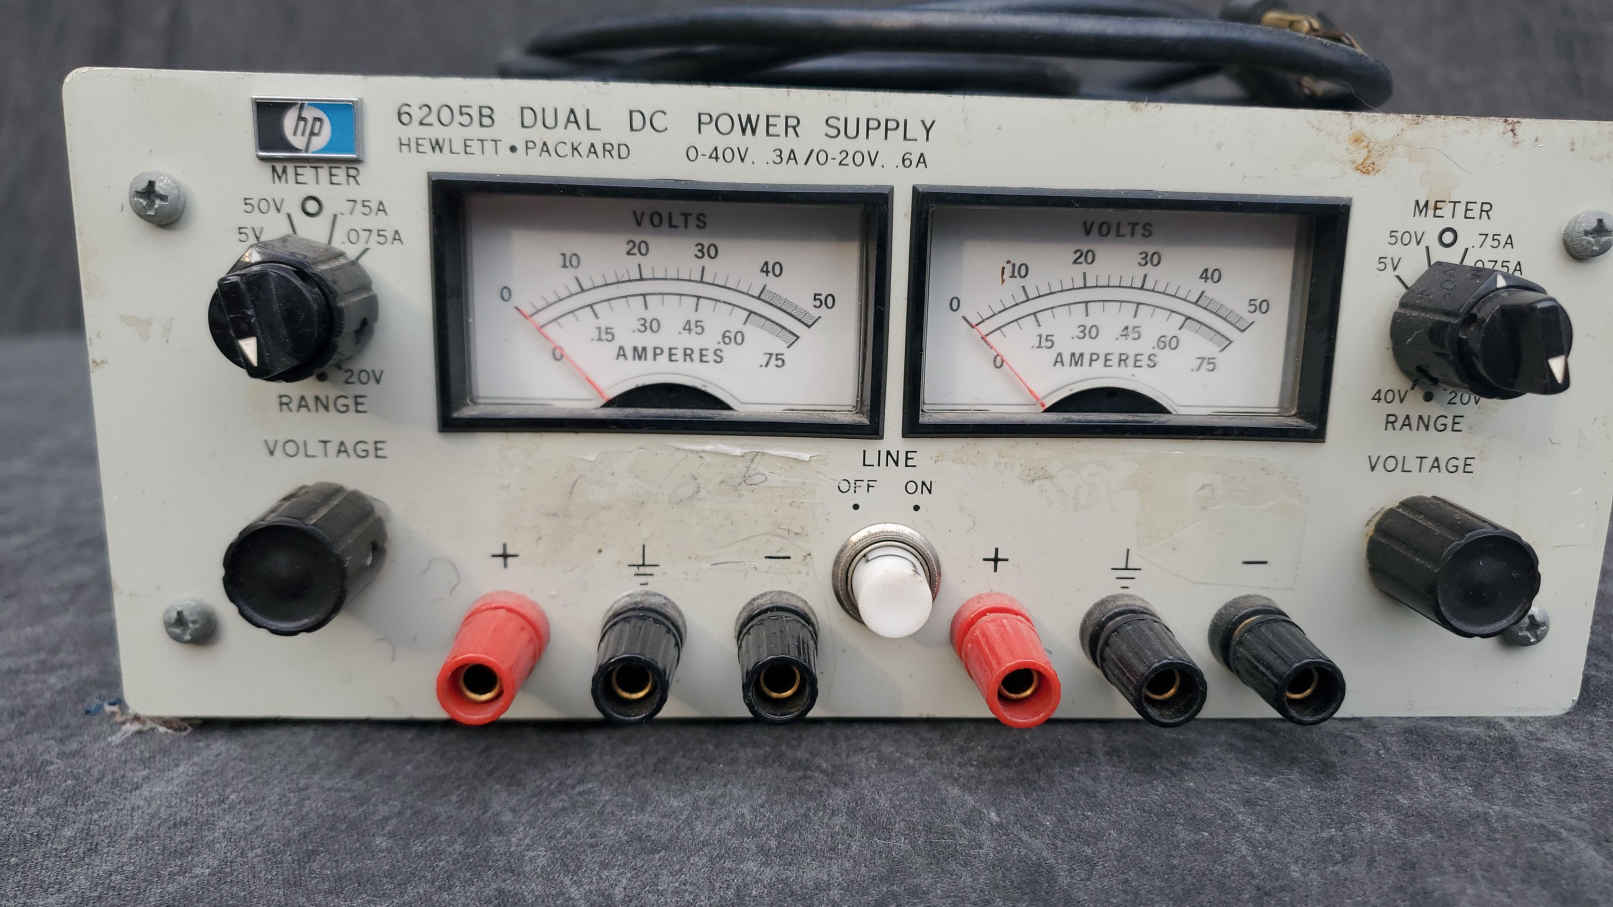 hp
6205B DUAL DC POWER SUPPLY
HEWLETT • PACKARD 0-40V. .3A/0-20V. .6A
METER
50V .75A
5V .075A
20V
RANGE
VOLTAGE
VOLTS
0 10 20 30 40 50
0 .15 .30 .45 .60 .75
AMPERES
VOLTS
0 10 20 30 40 50
0 .15 .30 .45 .60 .75
AMPERES
METER
50V .75A
5V .075A
40V 20V
RANGE
VOLTAGE
LINE
OFF ON
+ −
+ −